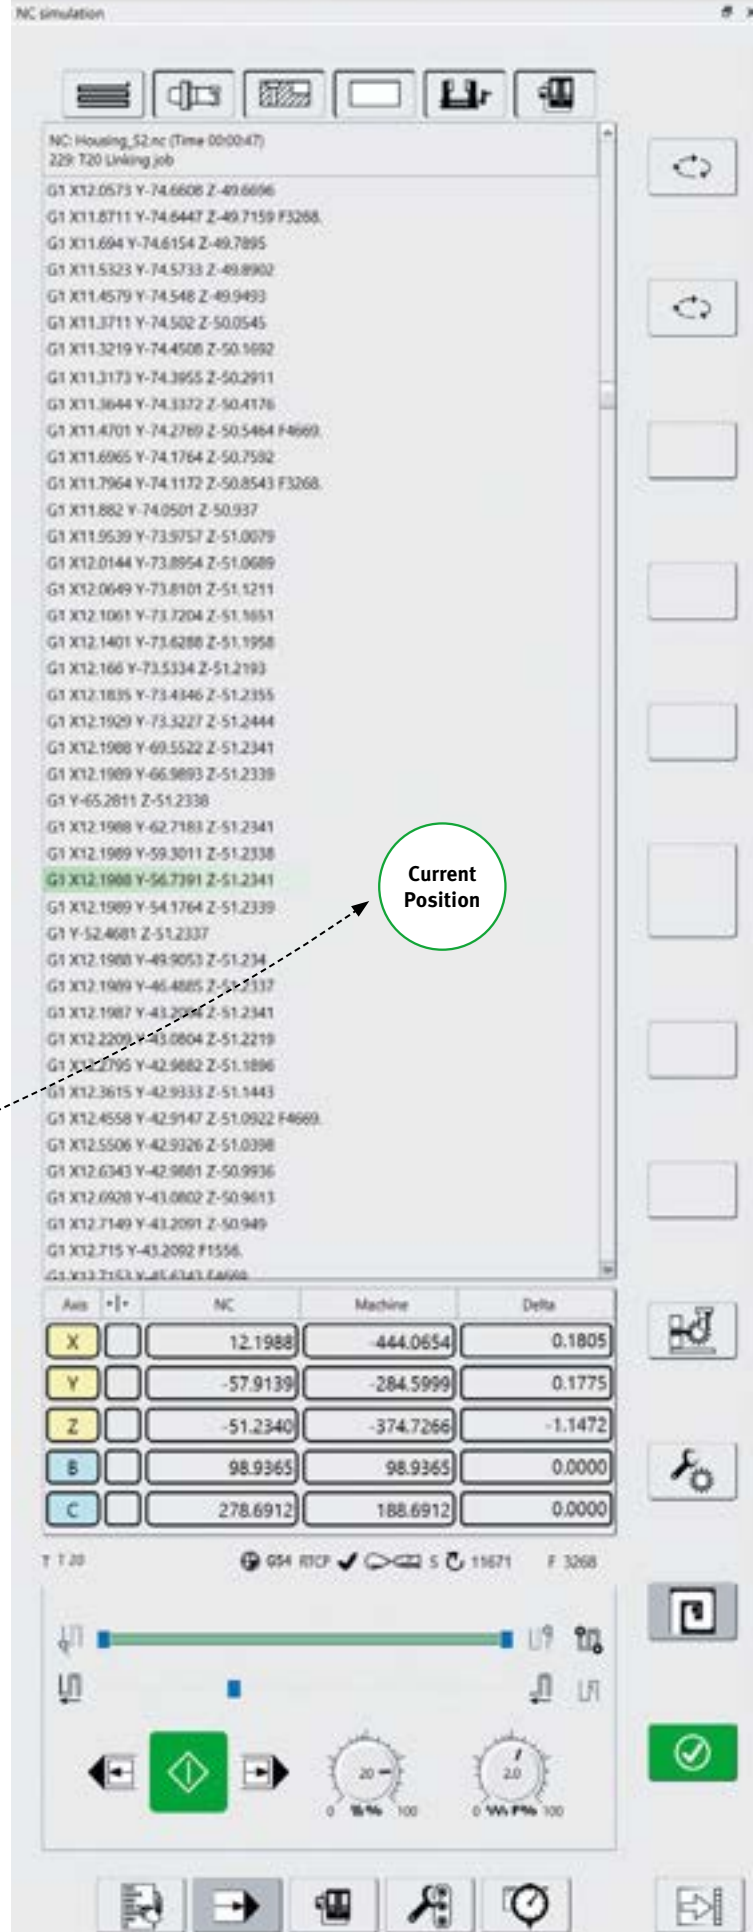 NC simulation
NC: Housing_S2.nc (Time 00:00:47)
229: T20 Linking job
G1 X12.0573 Y-74.6608 Z-49.6696
G1 X11.8711 Y-74.6447 Z-49.7159 F3268.
G1 X11.694 Y-74.6154 Z-49.7895
G1 X11.5323 Y-74.5733 Z-49.8902
G1 X11.4579 Y-74.548 Z-49.9493
G1 X11.3711 Y-74.502 Z-50.0545
G1 X11.3219 Y-74.4508 Z-50.1692
G1 X11.3173 Y-74.3955 Z-50.2911
G1 X11.3644 Y-74.3372 Z-50.4176
G1 X11.4701 Y-74.2769 Z-50.5464 F4669.
G1 X11.6965 Y-74.1764 Z-50.7592
G1 X11.7964 Y-74.1172 Z-50.8543 F3268.
G1 X11.882 Y-74.0501 Z-50.937
G1 X11.9539 Y-73.9757 Z-51.0079
G1 X12.0144 Y-73.8954 Z-51.0689
G1 X12.0649 Y-73.8101 Z-51.1211
G1 X12.1061 Y-73.7204 Z-51.1651
G1 X12.1401 Y-73.6288 Z-51.1958
G1 X12.166 Y-73.5334 Z-51.2193
G1 X12.1835 Y-73.4346 Z-51.2355
G1 X12.1929 Y-73.3227 Z-51.2444
G1 X12.1988 Y-69.5522 Z-51.2341
G1 X12.1989 Y-66.9893 Z-51.2339
G1 Y-65.2811 Z-51.2338
G1 X12.1988 Y-62.7183 Z-51.2341
G1 X12.1989 Y-59.3011 Z-51.2338
G1 X12.1988 Y-56.7391 Z-51.2341
Current
Position
G1 X12.1989 Y-54.1764 Z-51.2339
G1 Y-52.4681 Z-51.2337
G1 X12.1988 Y-49.9053 Z-51.234
G1 X12.1989 Y-46.4885 Z-51.2337
G1 X12.1987 Z-51.2341
G1 X12.2209 Y-43.0804 Z-51.2219
G1 X12.2795 Y-42.9882 Z-51.1896
G1 X12.3615 Y-42.9333 Z-51.1443
G1 X12.4558 Y-42.9147 Z-51.0922 F4669.
G1 X12.5506 Y-42.9326 Z-51.0398
G1 X12.6343 Y-42.9881 Z-50.9936
G1 X12.6928 Y-43.0802 Z-50.9613
G1 X12.7149 Y-43.2091 Z-50.949
G1 X12.715 Y-43.2092 F1556.
G1 X12.7153 Y-45.6343 F4669.
Axis NC Machine Delta
X 12.1988 -444.0654 0.1805
Y -57.9139 -284.5999 0.1775
Z -51.2340 -374.7266 -1.1472
B 98.9365 98.9365 0.0000
C 278.6912 188.6912 0.0000
T T 20 G54 RTCP S 11671 F 3268
20 2.0
0 % 100 0 F% 100